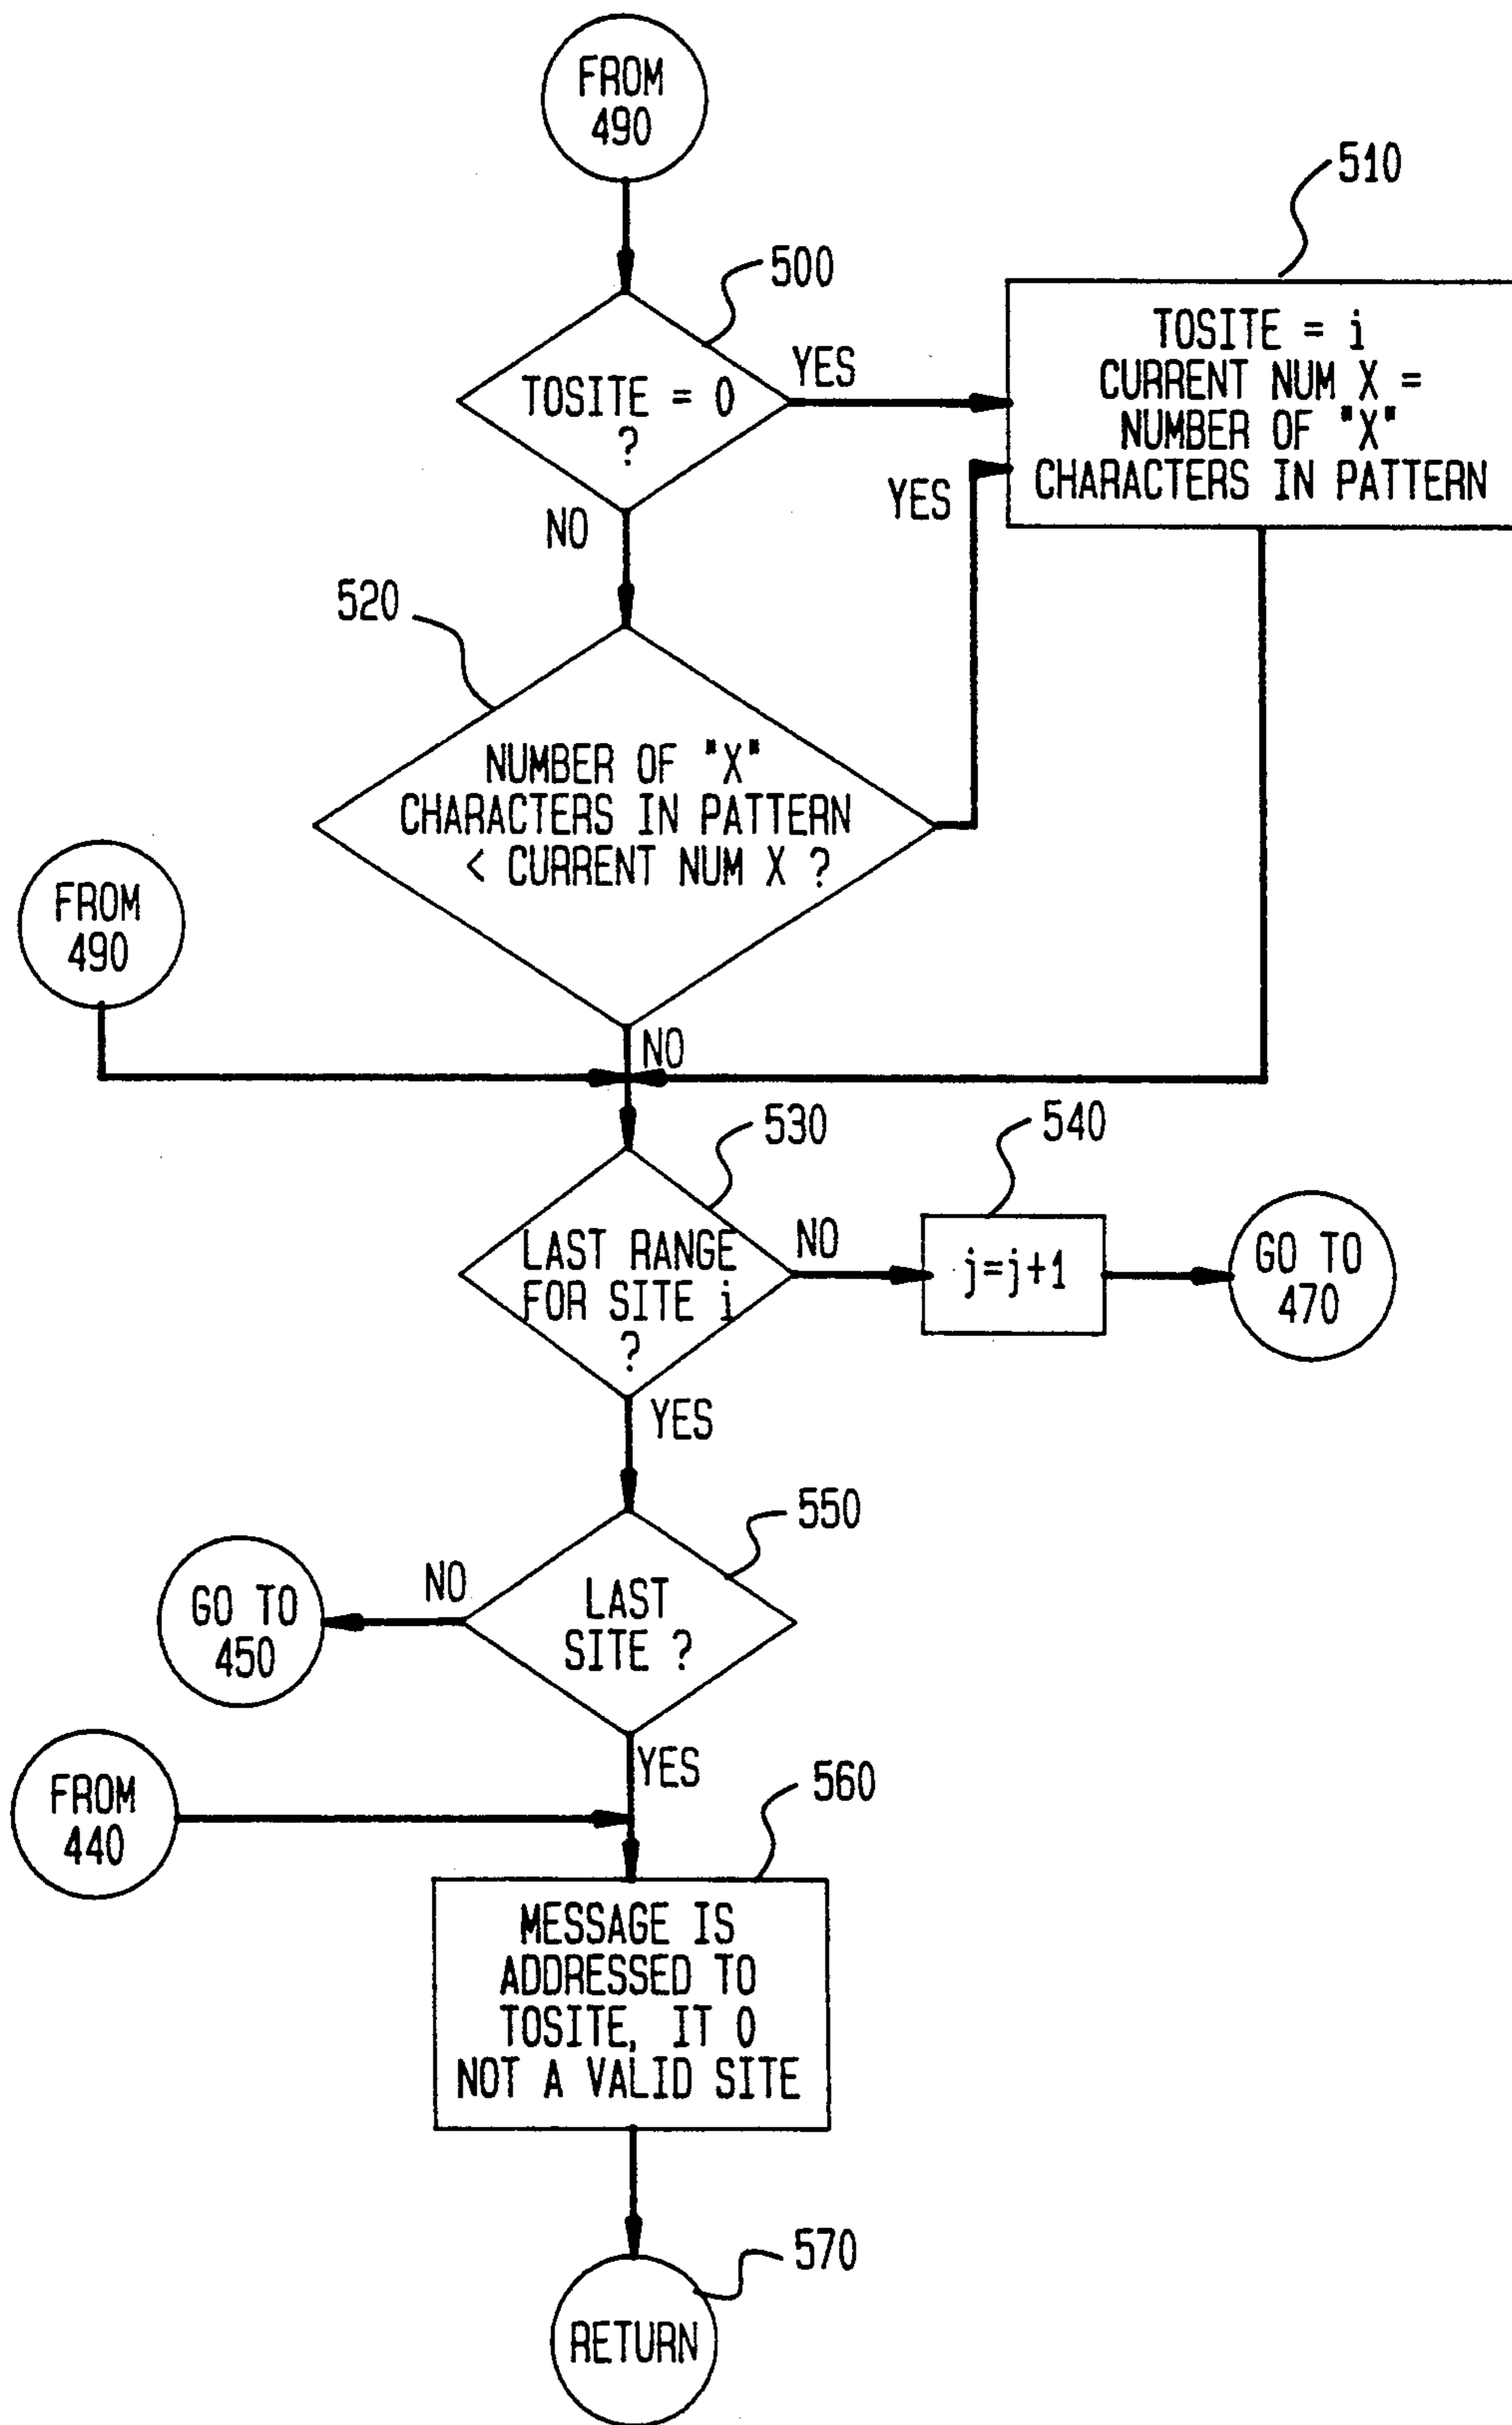 FROM
490
500
510
TOSITE = 0
?
YES
TOSITE = i
CURRENT NUM X =
NUMBER OF "X"
CHARACTERS IN PATTERN
YES
NO
520
NUMBER OF "X"
CHARACTERS IN PATTERN
< CURRENT NUM X ?
FROM
490
NO
530
540
LAST RANGE
FOR SITE i
?
NO
j=j+1
GO TO
470
YES
550
LAST
SITE ?
NO
GO TO
450
YES
FROM
440
560
MESSAGE IS
ADDRESSED TO
TOSITE, IT 0
NOT A VALID SITE
570
RETURN